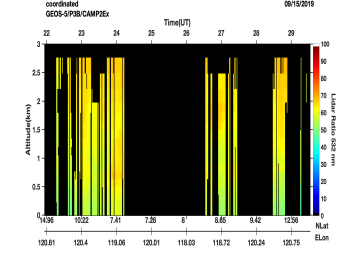 coordinated 09/15/2019
GEOS-5/P3B/CAMP2Ex
Time(UT)
22 23 24 25 26 27 28 29
3
2.5
2
1.5
1
0.5
0
Altitude(km)
100
90
80
70
60
50
40
30
20
10
0
Lidar Ratio 532 nm
14.96 10.22 7.41 7.28 8 8.65 9.42 12.56 NLat
120.61 120.4 119.06 120.01 118.03 118.72 120.24 120.75 ELon